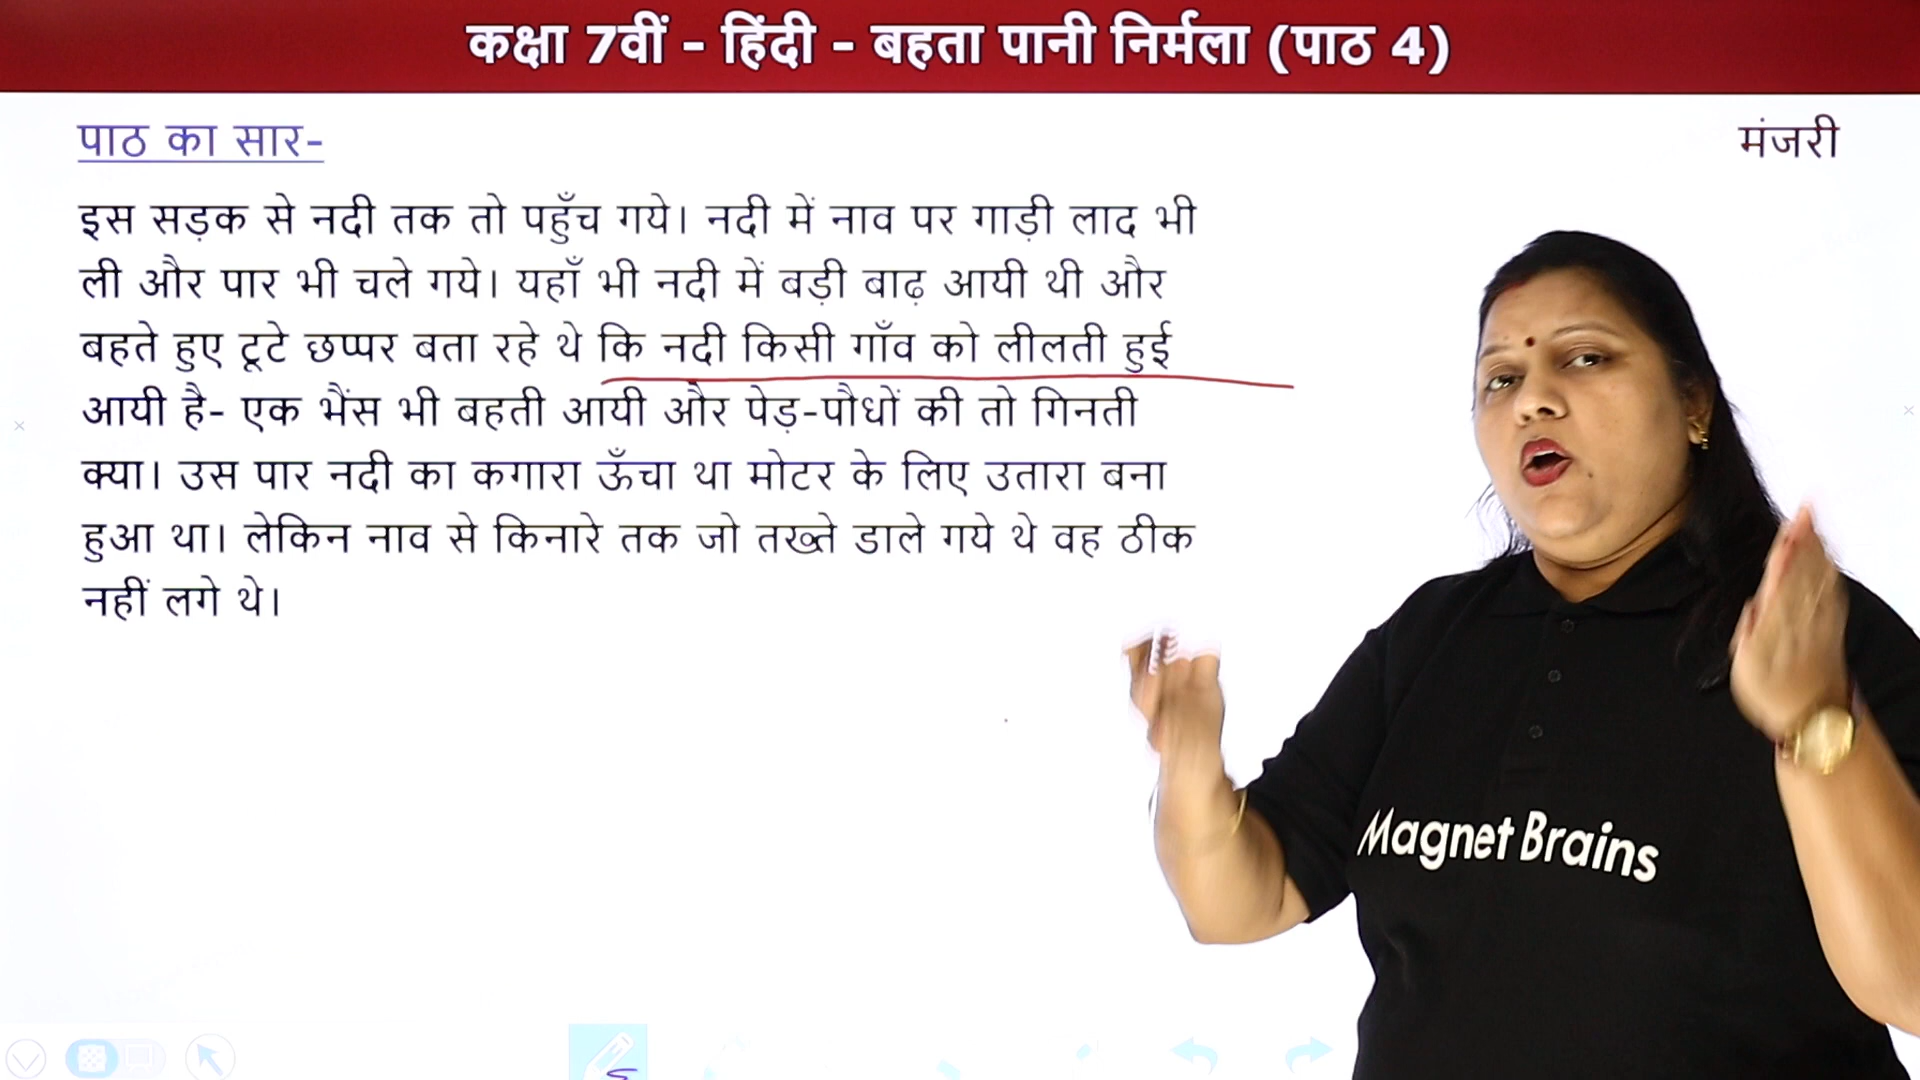 कक्षा 7वीं - हिंदी - बहता पानी निर्मला (पाठ 4)
पाठ का सार-
मंजरी
इस सड़क से नदी तक तो पहुँच गये। नदी में नाव पर गाड़ी लाद भी
ली और पार भी चले गये। यहाँ भी नदी में बड़ी बाढ़ आयी थी और
बहते हुए टूटे छप्पर बता रहे थे कि नदी किसी गाँव को लीलती हुई
आयी है- एक भैंस भी बहती आयी और पेड़-पौधों की तो गिनती
क्या। उस पार नदी का कगारा ऊँचा था मोटर के लिए उतारा बना
हुआ था। लेकिन नाव से किनारे तक जो तख्ते डाले गये थे वह ठीक
नहीं लगे थे।
Magnet Brains